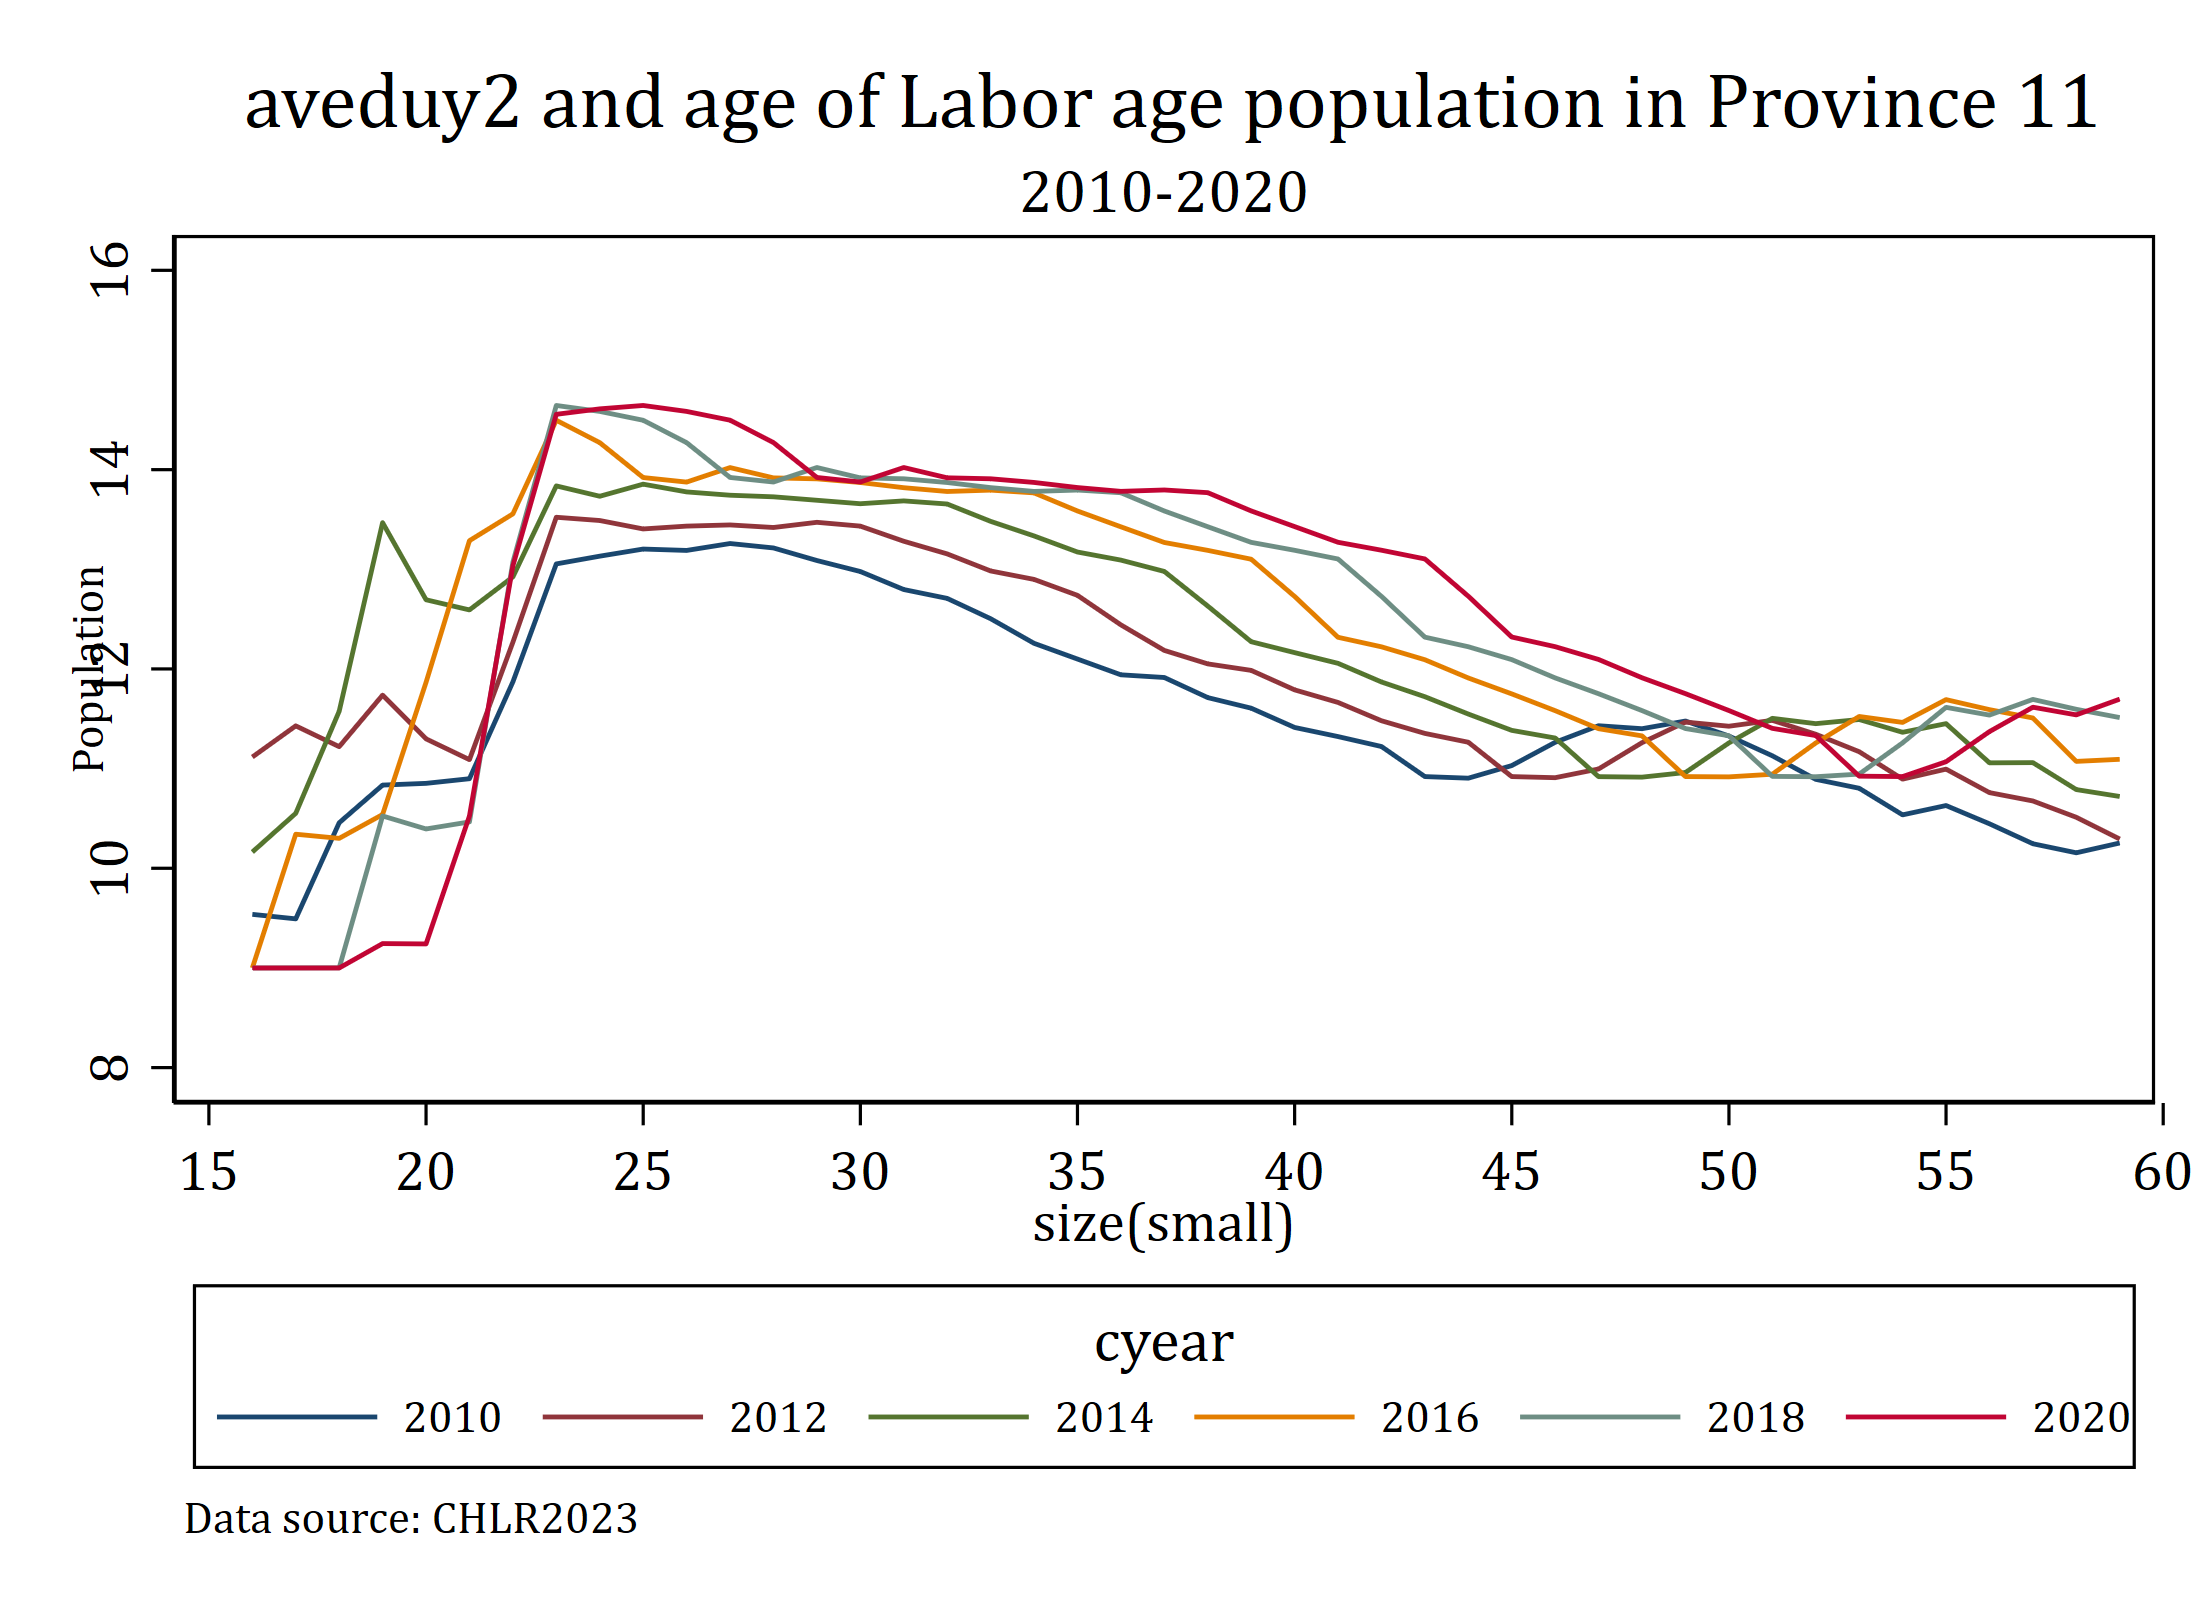 aveduy2 and age of Labor age population in Province 11
2010-2020
Population
16
14
12
10
8
15 20 25 30 35 40 45 50 55 60
size(small)
cyear
2010 2012 2014 2016 2018 2020
Data source: CHLR2023